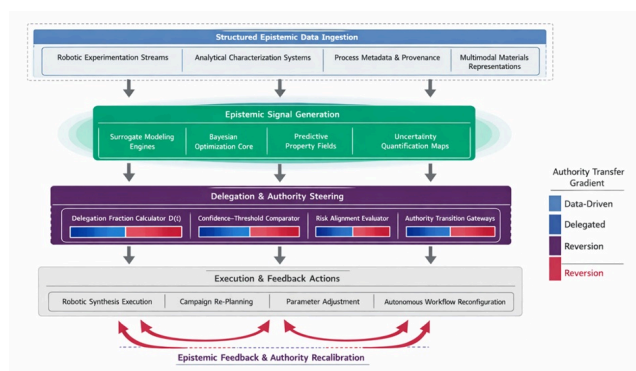 Structured Epistemic Data Ingestion
Robotic Experimentation Streams
Analytical Characterization Systems
Process Metadata & Provenance
Multimodal Materials
Representations
Epistemic Signal Generation
Surrogate Modeling
Engines
Bayesian
Optimization Core
Predictive
Property Fields
Uncertainty
Quantification Maps
Delegation & Authority Steering
Delegation Fraction Calculator D(t)
Confidence–Threshold Comparator
Risk Alignment Evaluator
Authority Transition Gateways
Execution & Feedback Actions
Robotic Synthesis Execution
Campaign Re-Planning
Parameter Adjustment
Autonomous Workflow Reconfiguration
Epistemic Feedback & Authority Recalibration
Authority Transfer
Gradient
Data-Driven
Delegated
Reversion
Reversion